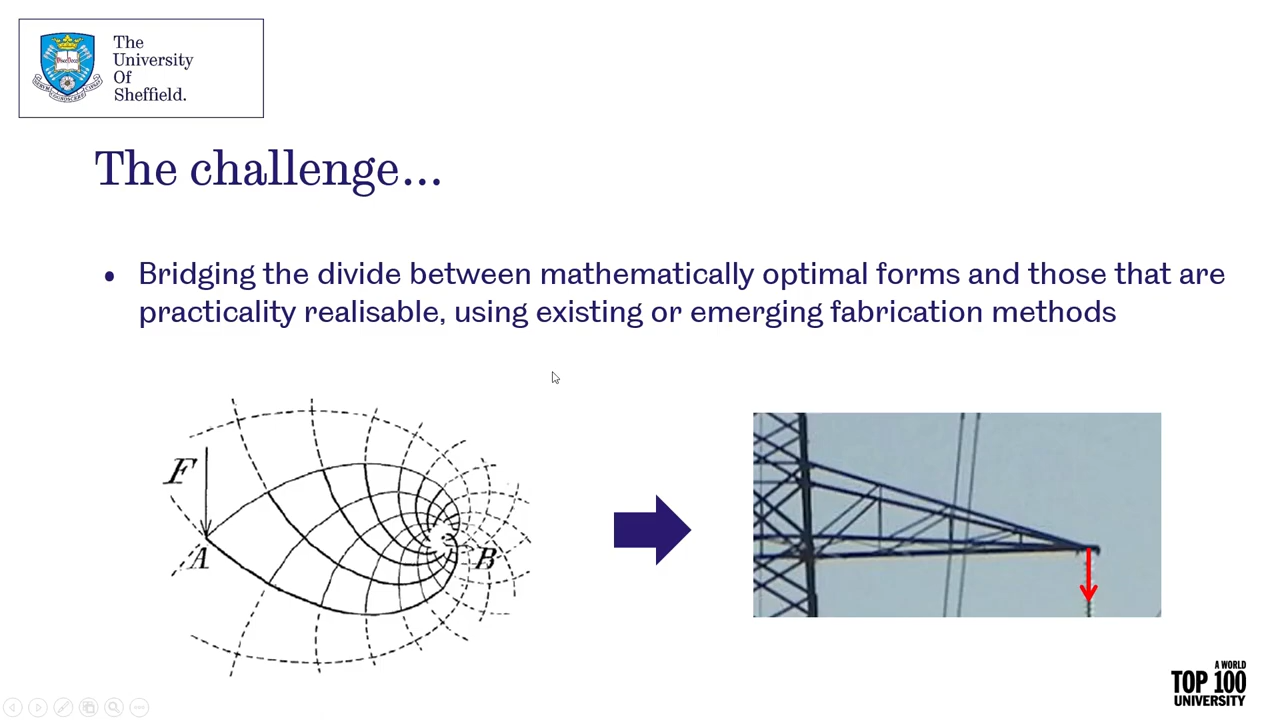 The
University
Of
Sheffield.
The challenge...
• Bridging the divide between mathematically optimal forms and those that are
practicality realisable, using existing or emerging fabrication methods
F
A
B
A WORLD
TOP 100
UNIVERSITY